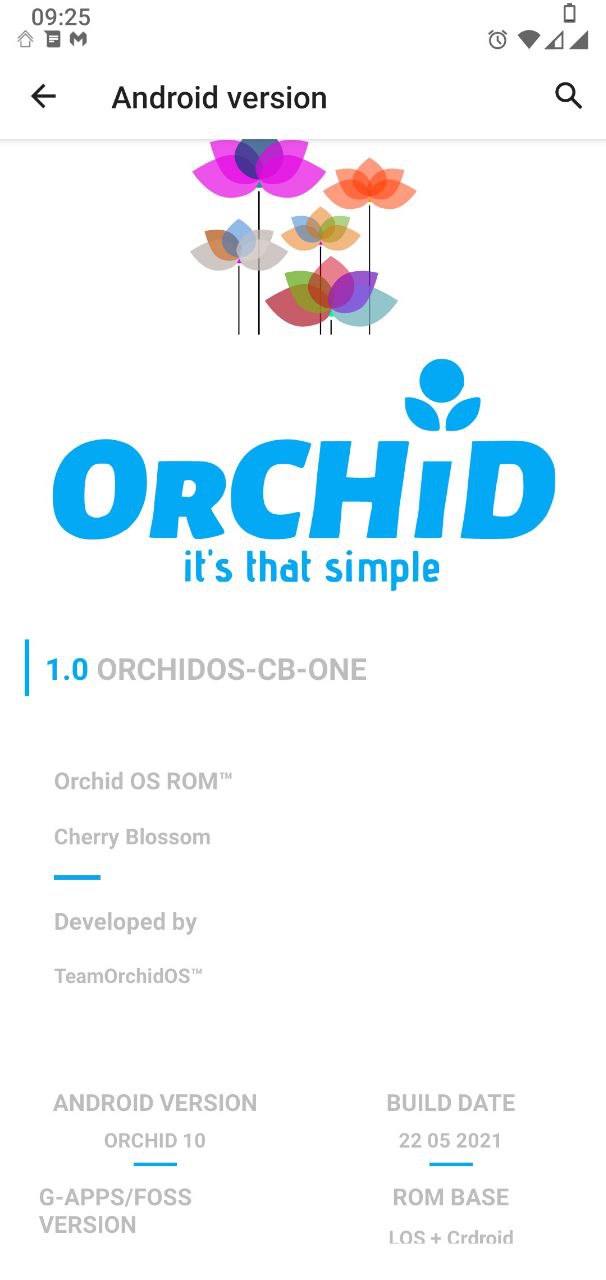 09:25
Android version
ORCHiD
it's that simple
1.0 ORCHIDOS-CB-ONE
Orchid OS ROM™
Cherry Blossom
Developed by
TeamOrchidOS™
ANDROID VERSION
BUILD DATE
ORCHID 10
22 05 2021
G-APPS/FOSS
VERSION
ROM BASE
LOS + Crdroid